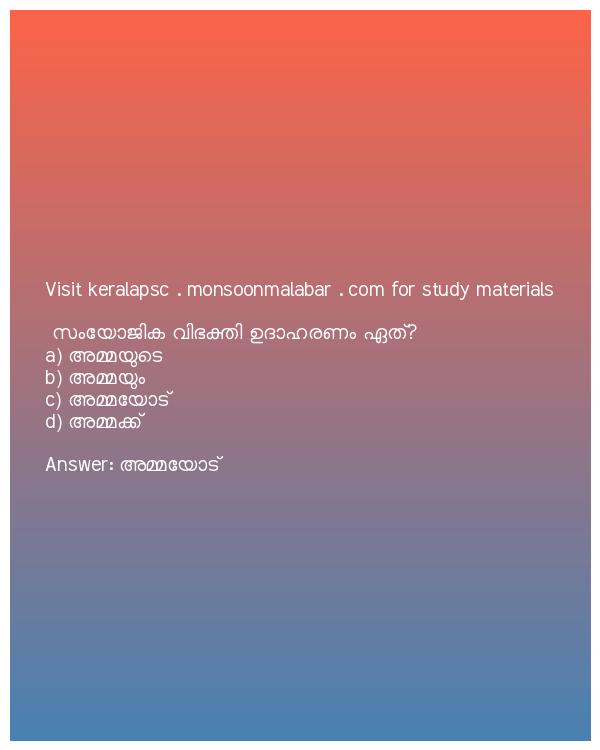 Visit keralapsc . monsoonmalabar . com for study materials
സംയോജിക വിഭക്തി ഉദാഹരണം ഏത്?
a) അമ്മയുടെ
b) അമ്മയും
c) അമ്മയോട്
d) അമ്മക്ക്
Answer: അമ്മയോട്